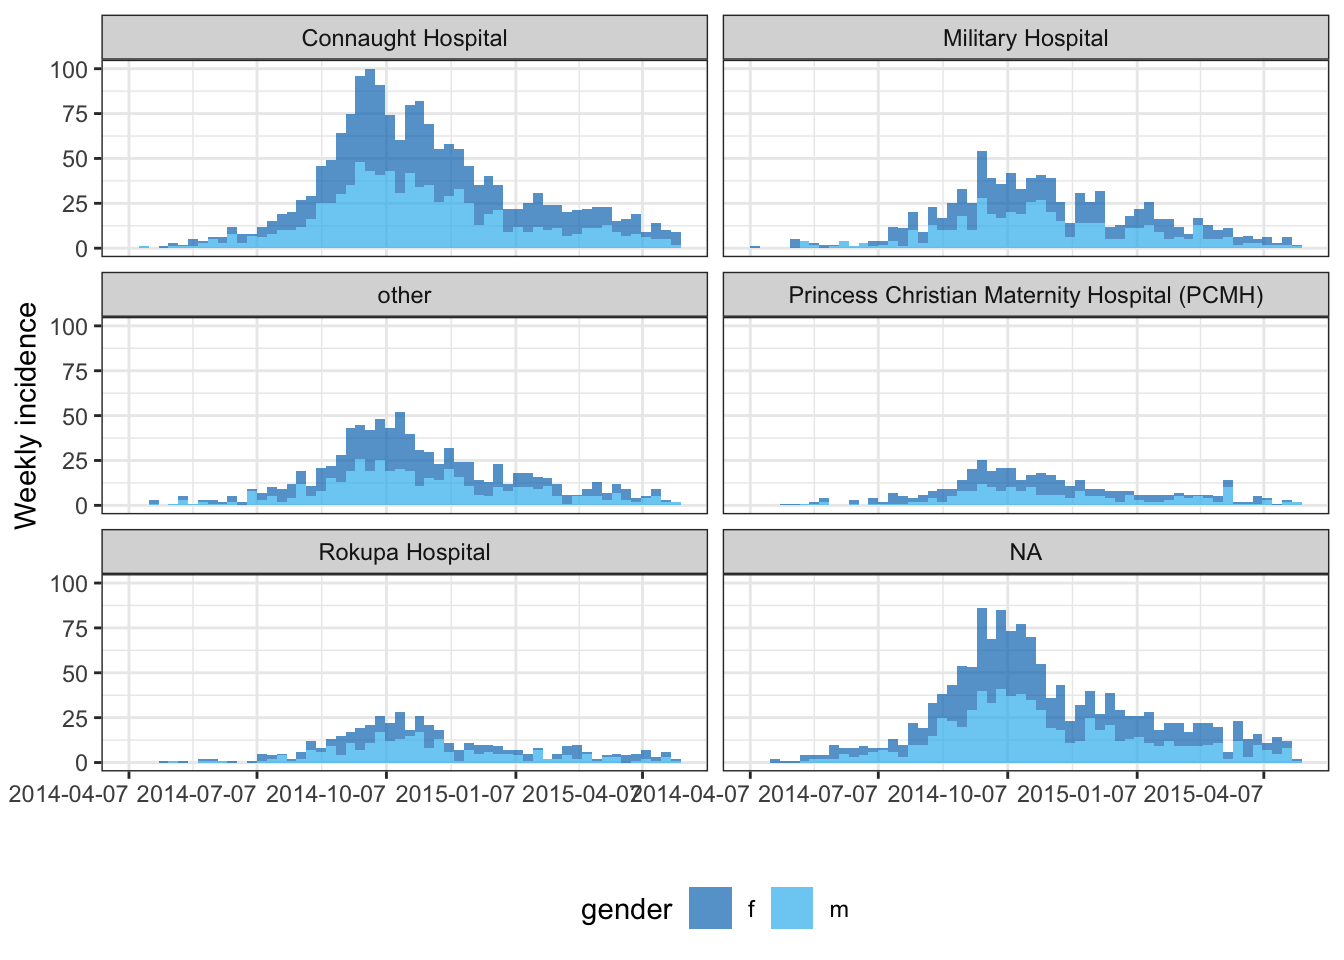 Connaught Hospital
Military Hospital
100
75
50
25
0
other
Princess Christian Maternity Hospital (PCMH)
100
75
50
25
0
Weekly incidence
Rokupa Hospital
NA
100
75
50
25
0
2014-04-07 2014-07-07 2014-10-07 2015-01-07 2015-04-07
2014-04-07 2014-07-07 2014-10-07 2015-01-07 2015-04-07
gender f m